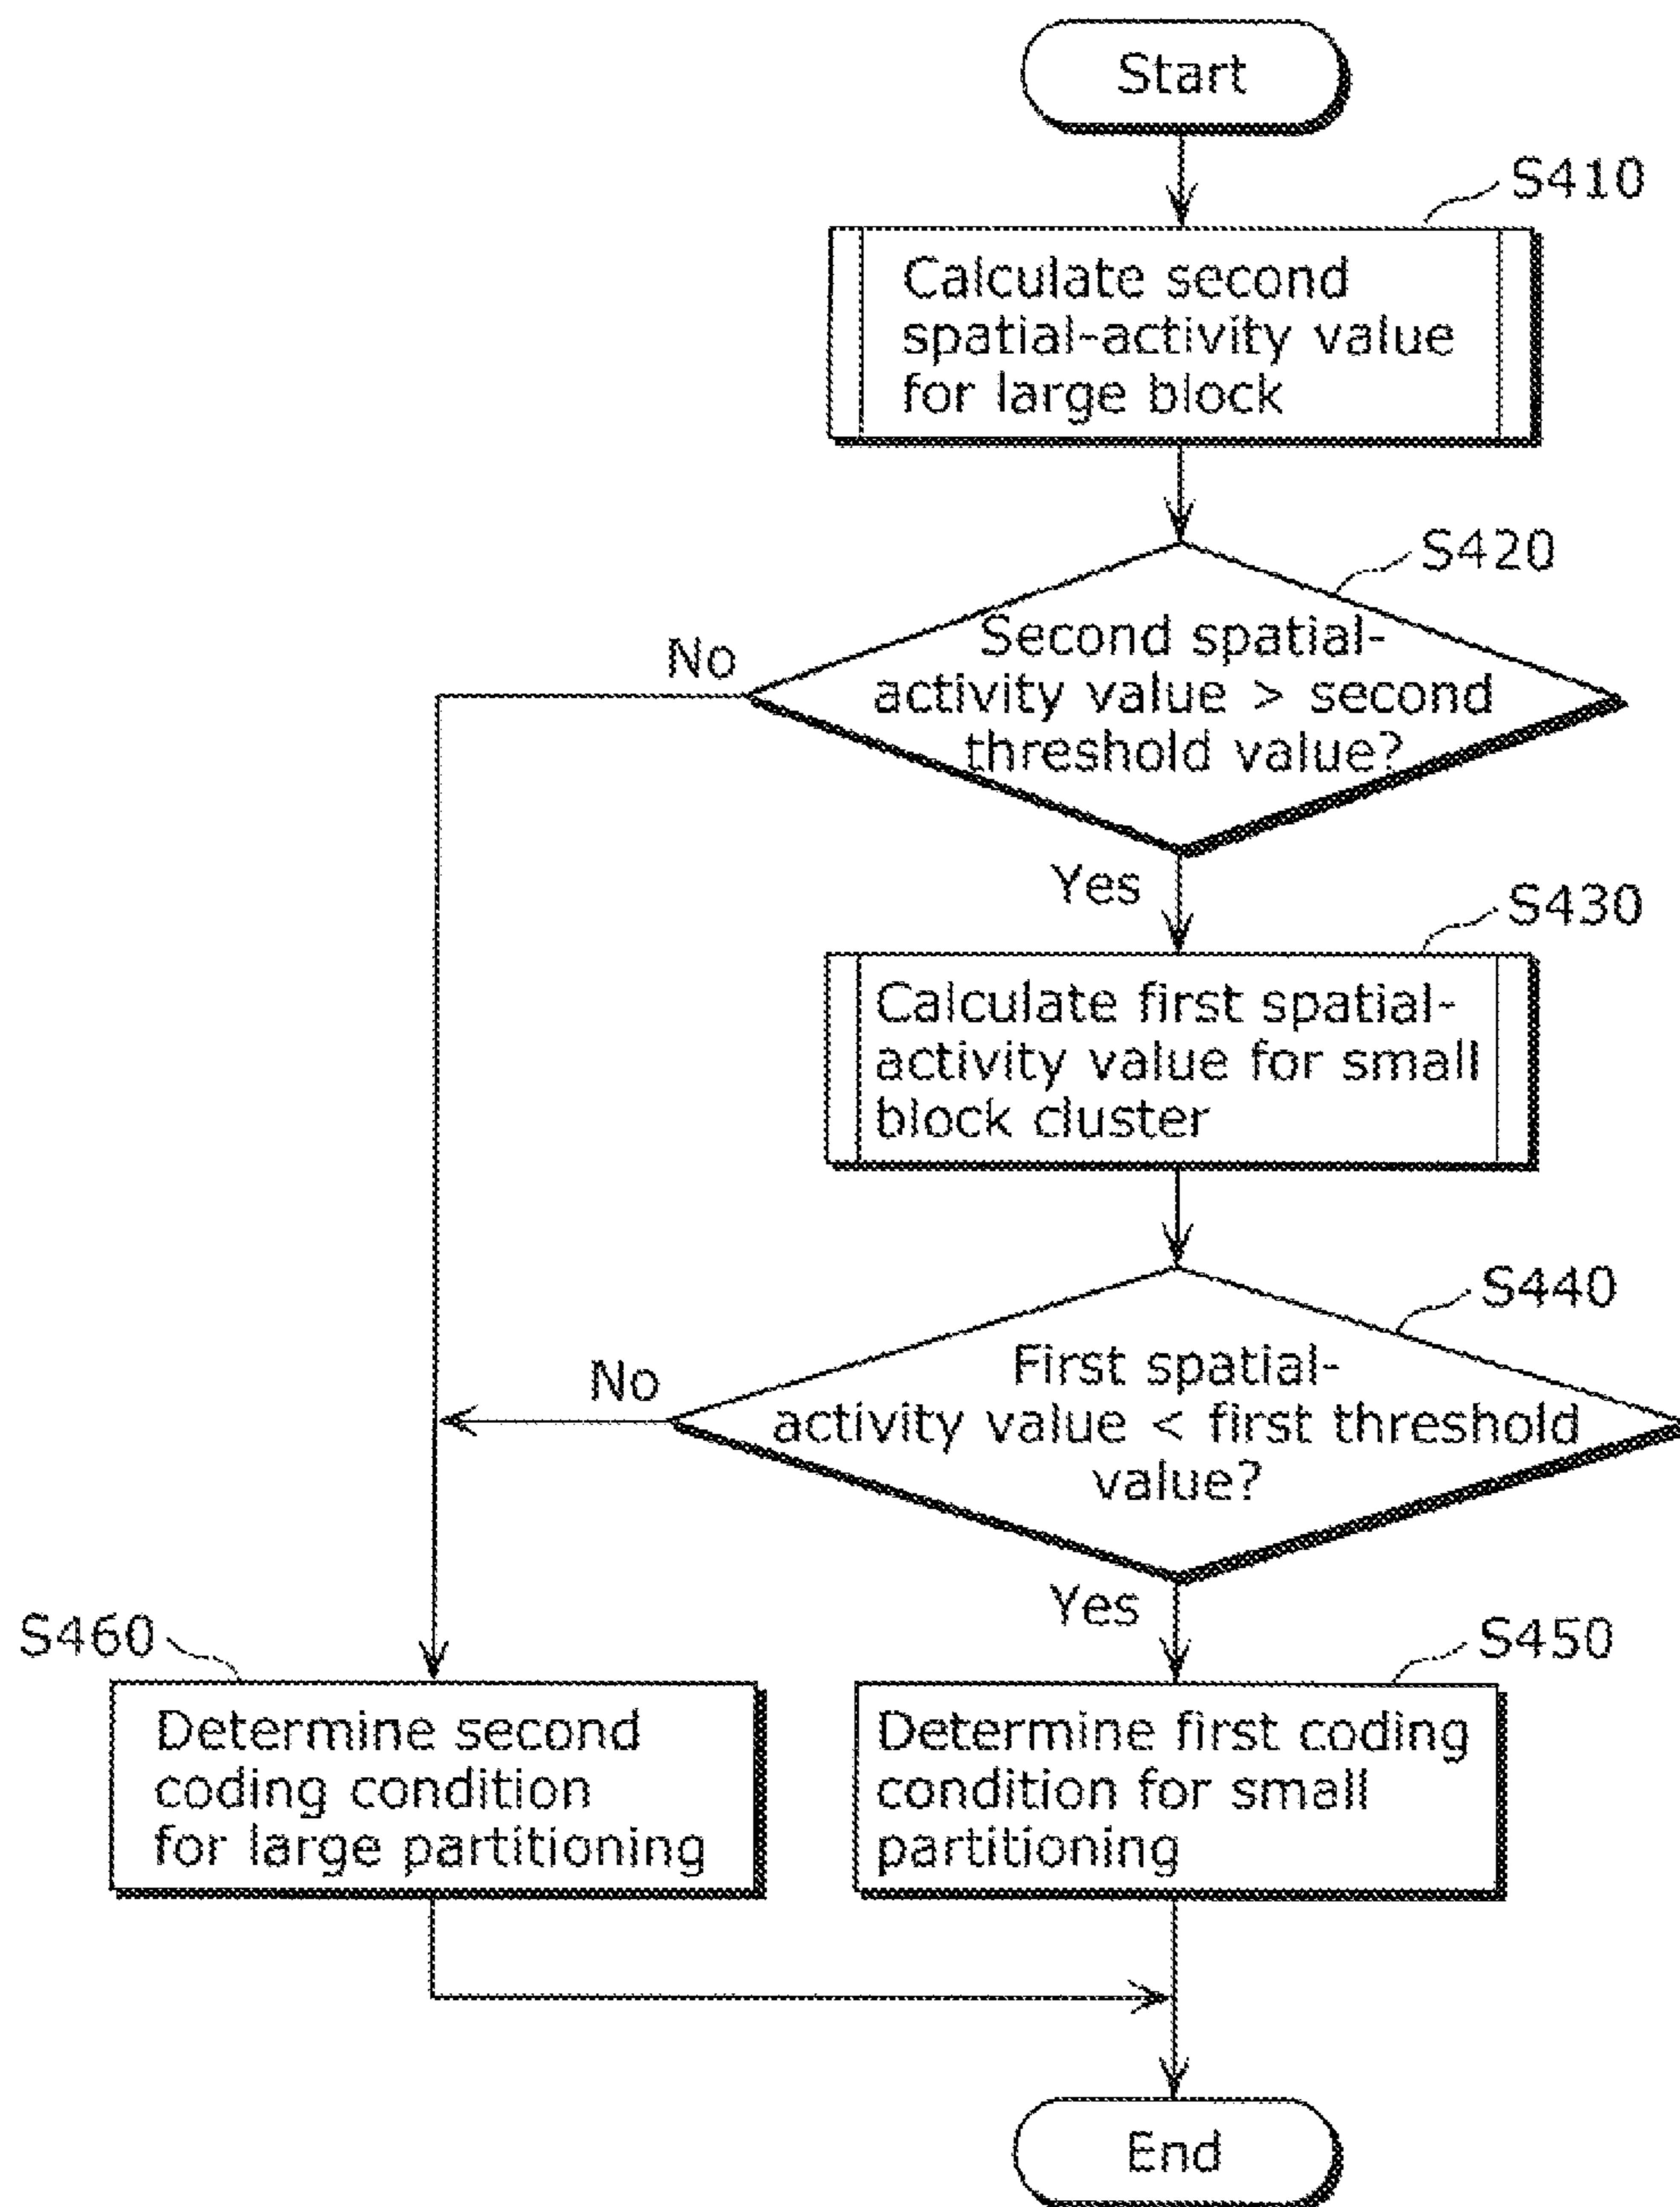 Start
S410
Calculate second
spatial-activity value
for large block
S420
No
Second spatial-
activity value > second
threshold value?
Yes
S430
Calculate first spatial-
activity value for small
block cluster
S440
No
First spatial-
activity value < first threshold
value?
Yes
S460
S450
Determine second
coding condition
for large partitioning
Determine first coding
condition for small
partitioning
End